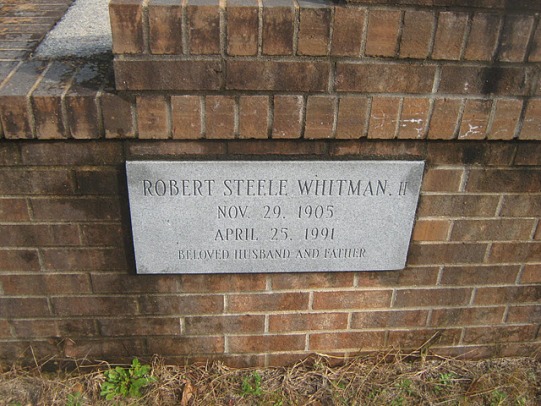 ROBERT STEELE WHITMAN, II
NOV. 29, 1905
APRIL 25, 1991
BELOVED HUSBAND AND FATHER